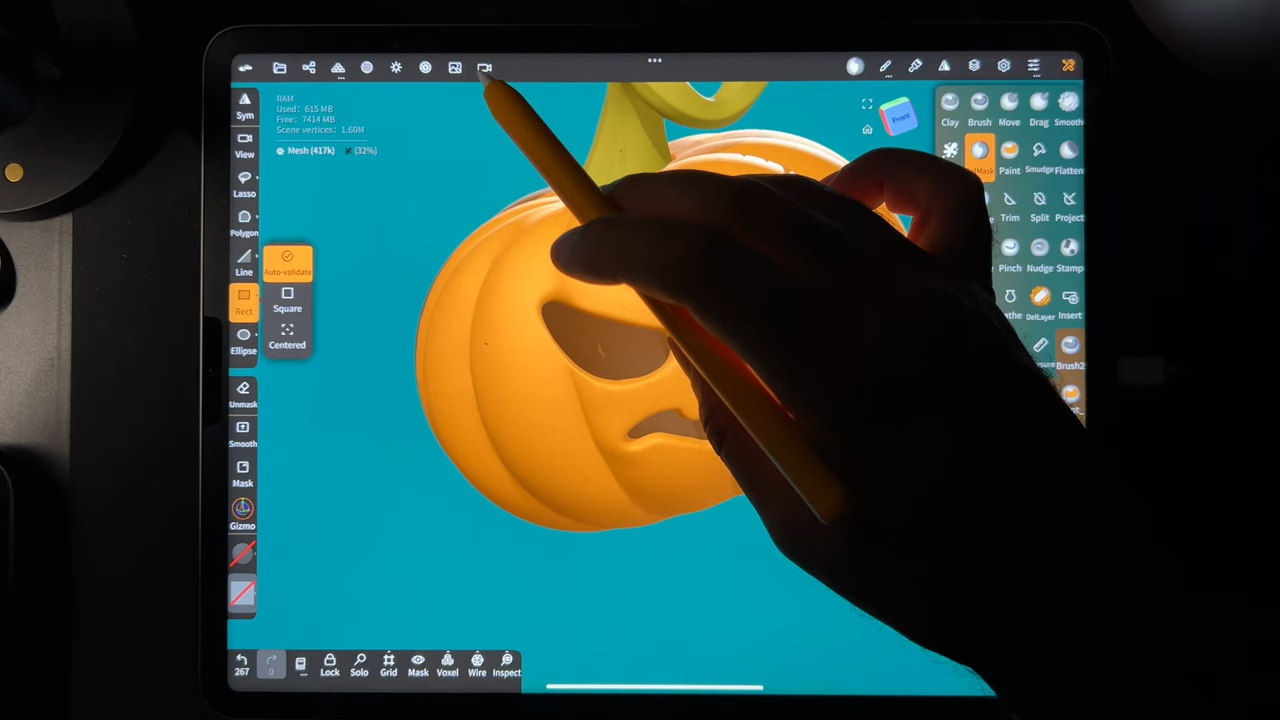 RAM
Used: 615 MB
Free: 7414 MB
Scene vertices: 1.60M
Mesh (417k) (32%)
Front
Sym
View
Lasso
Polygon
Line
Rect
Ellipse
Unmask
Smooth
Mask
Gizmo
Auto-validate
Square
Centered
Clay Brush Move Drag Smooth
Paint Smudge Flatten
Trim Split Project
Pinch Nudge Stamp
DelLayer Insert
Brush2
267 0 Lock Solo Grid Mask Voxel Wire Inspect